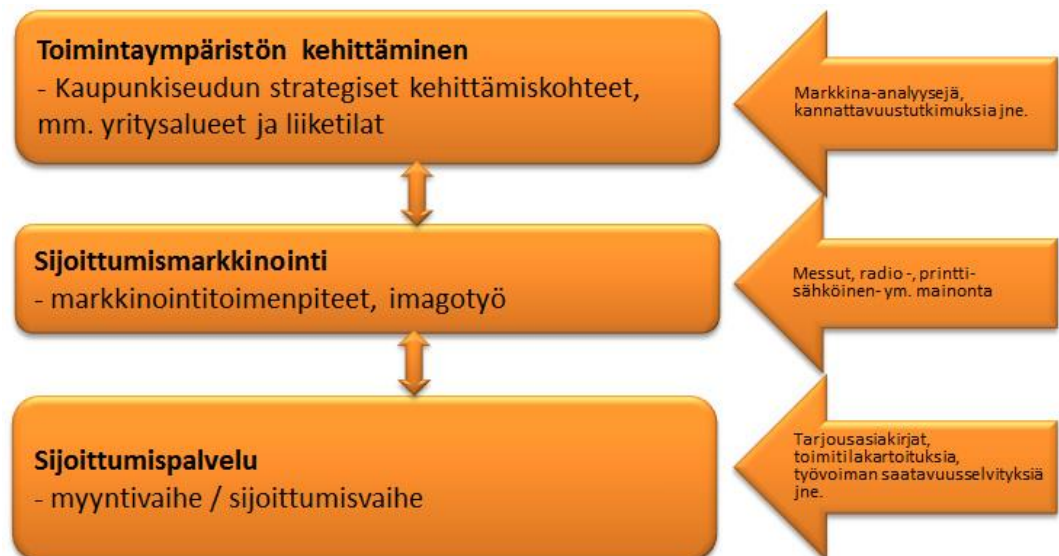 Toimintaympäristön kehittäminen
- Kaupunkiseudun strategiset kehittämiskohteet,
mm. yritysalueet ja liiketilat
Markkina-analyysejä,
kannattavuustutkimuksia jne.
Sijoittumismarkkinointi
- markkinointitoimenpiteet, imagotyö
Messut, radio -, printti-
sähköinen- ym. mainonta
Sijoittumispalvelu
- myyntivaihe / sijoittumisvaihe
Tarjousasiakirjat,
toimitilakartoituksia,
työvoiman saatavuusselvityksiä
jne.